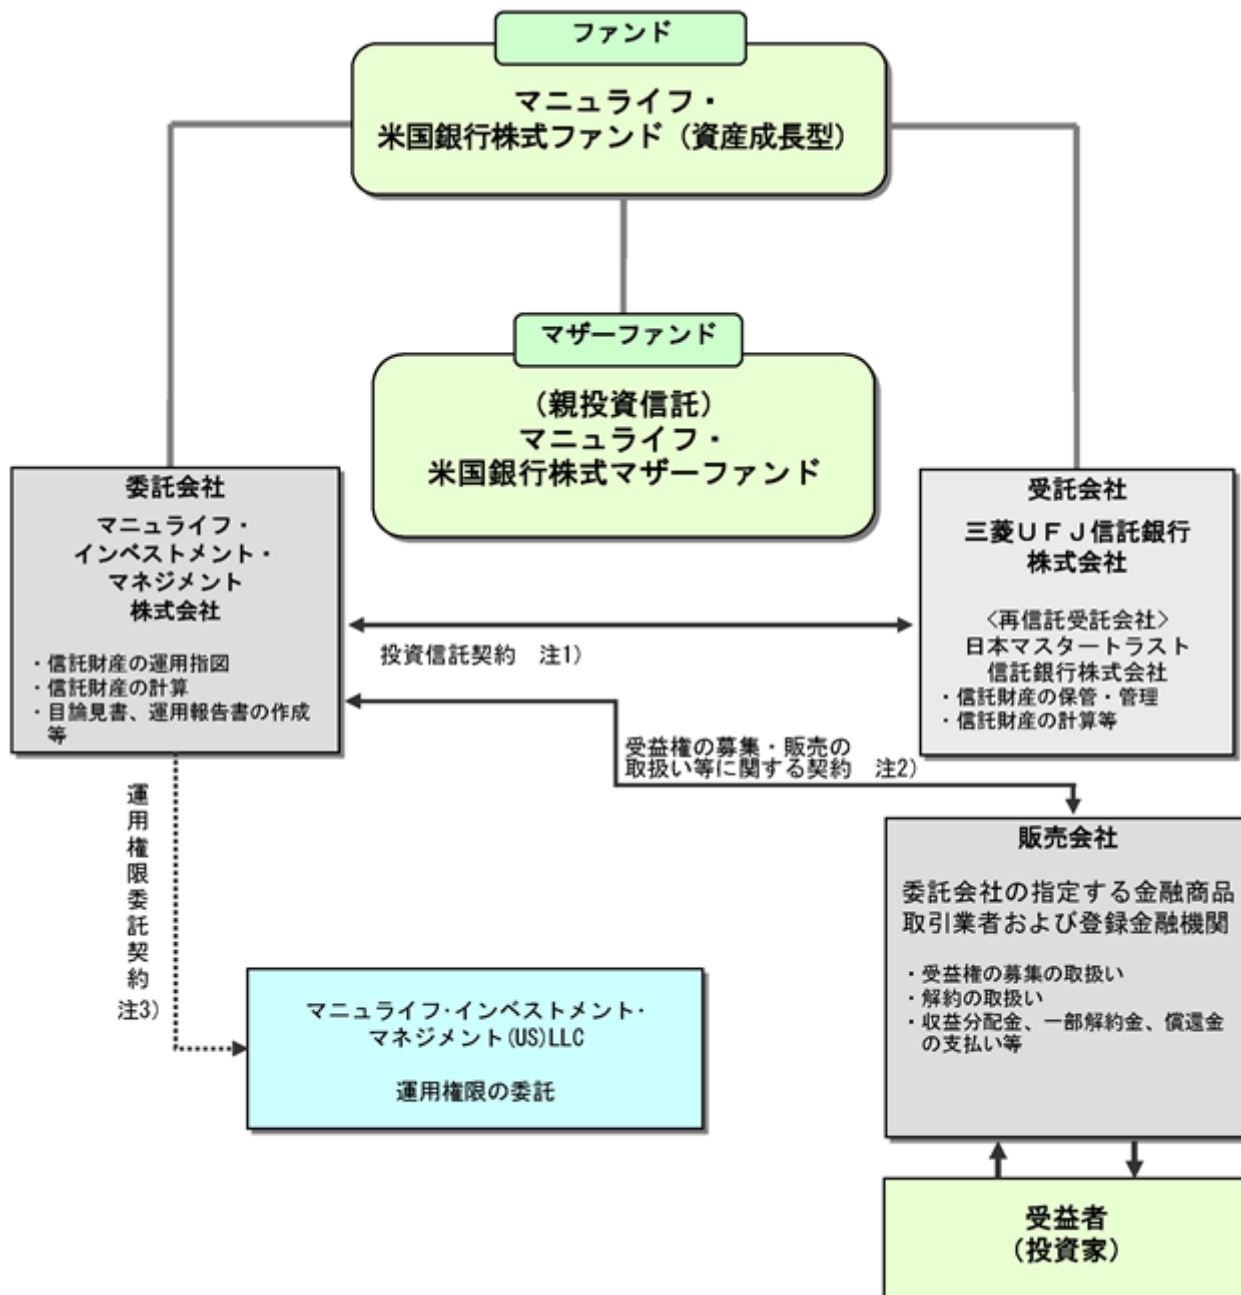 ファンド
マニュライフ・
米国銀行株式ファンド（資産成長型）
マザーファンド
（親投資信託）
マニュライフ・
米国銀行株式マザーファンド
委託会社
マニュライフ・
インベストメント・
マネジメント
株式会社
・信託財産の運用指図
・信託財産の計算
・目論見書、運用報告書の作成
等
受託会社
三菱ＵＦＪ信託銀行
株式会社
〈再信託受託会社〉
日本マスタートラスト
信託銀行株式会社
・信託財産の保管・管理
・信託財産の計算等
投資信託契約　注1）
受益権の募集・販売の
取扱い等に関する契約　注2）
運用権限委託契約
注3）
マニュライフ・インベストメント・
マネジメント(US)LLC
運用権限の委託
販売会社
委託会社の指定する金融商品
取引業者および登録金融機関
・受益権の募集の取扱い
・解約の取扱い
・収益分配金、一部解約金、償還金
の支払い等
受益者
（投資家）